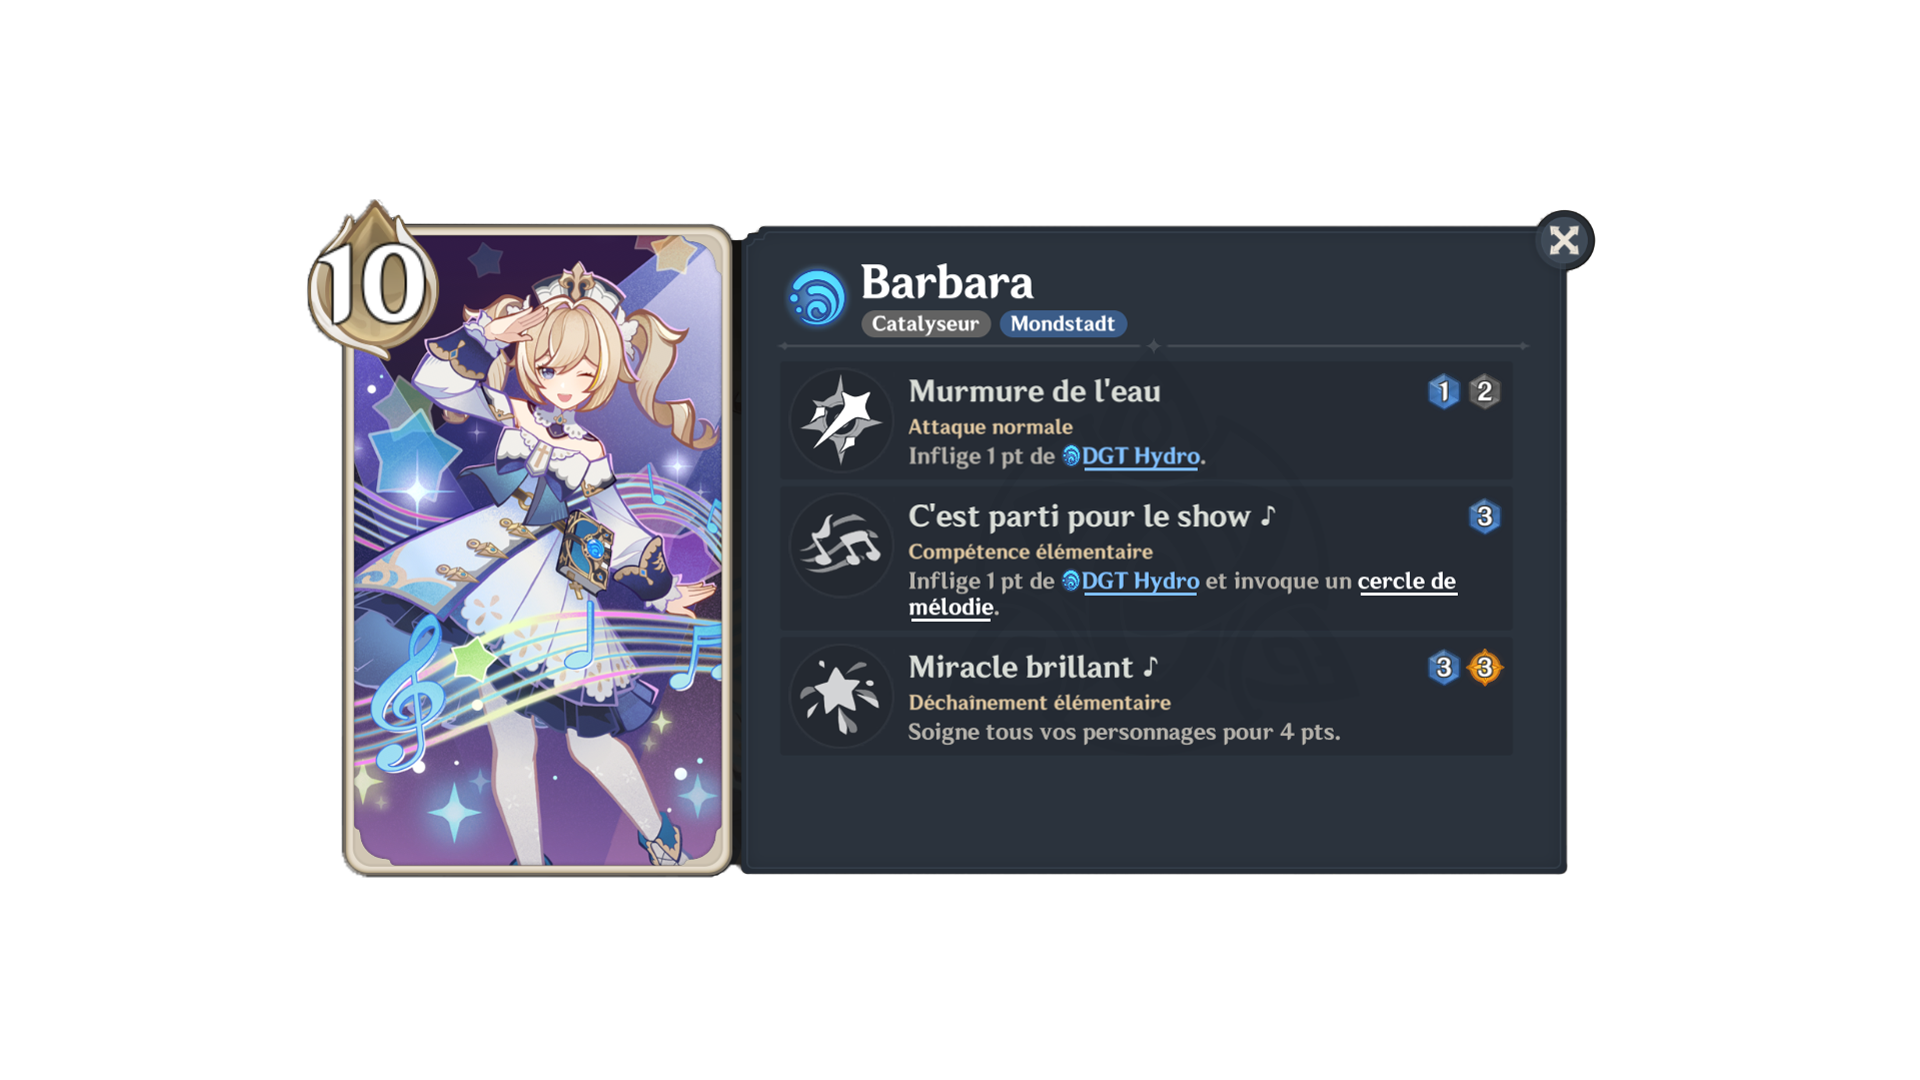 10
Barbara
Catalyseur Mondstadt
Murmure de l'eau 1 2
Attaque normale
Inflige 1 pt de DGT Hydro.
C'est parti pour le show ♪ 3
Compétence élémentaire
Inflige 1 pt de DGT Hydro et invoque un cercle de
mélodie.
Miracle brillant ♪ 3 3
Déchaînement élémentaire
Soigne tous vos personnages pour 4 pts.